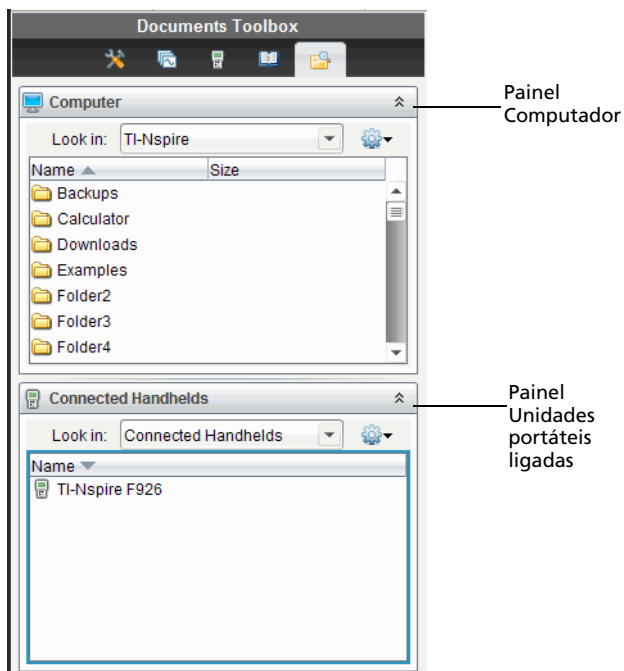 Documents Toolbox
Computer
Look in: TI-Nspire
Name Size
Backups
Calculator
Downloads
Examples
Folder2
Folder3
Folder4
Painel
Computador
Connected Handhelds
Look in: Connected Handhelds
Name
TI-Nspire F926
Painel
Unidades
portáteis
ligadas